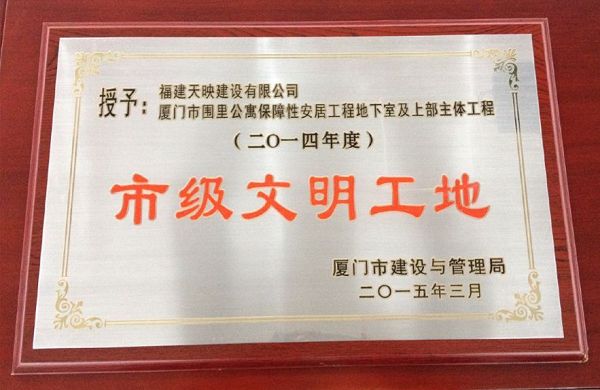 授予：
福建天映建设有限公司
厦门市围里公寓保障性安居工程地下室及上部主体工程
（二〇一四年度）
市级文明工地
厦门市建设与管理局
二〇一五年三月